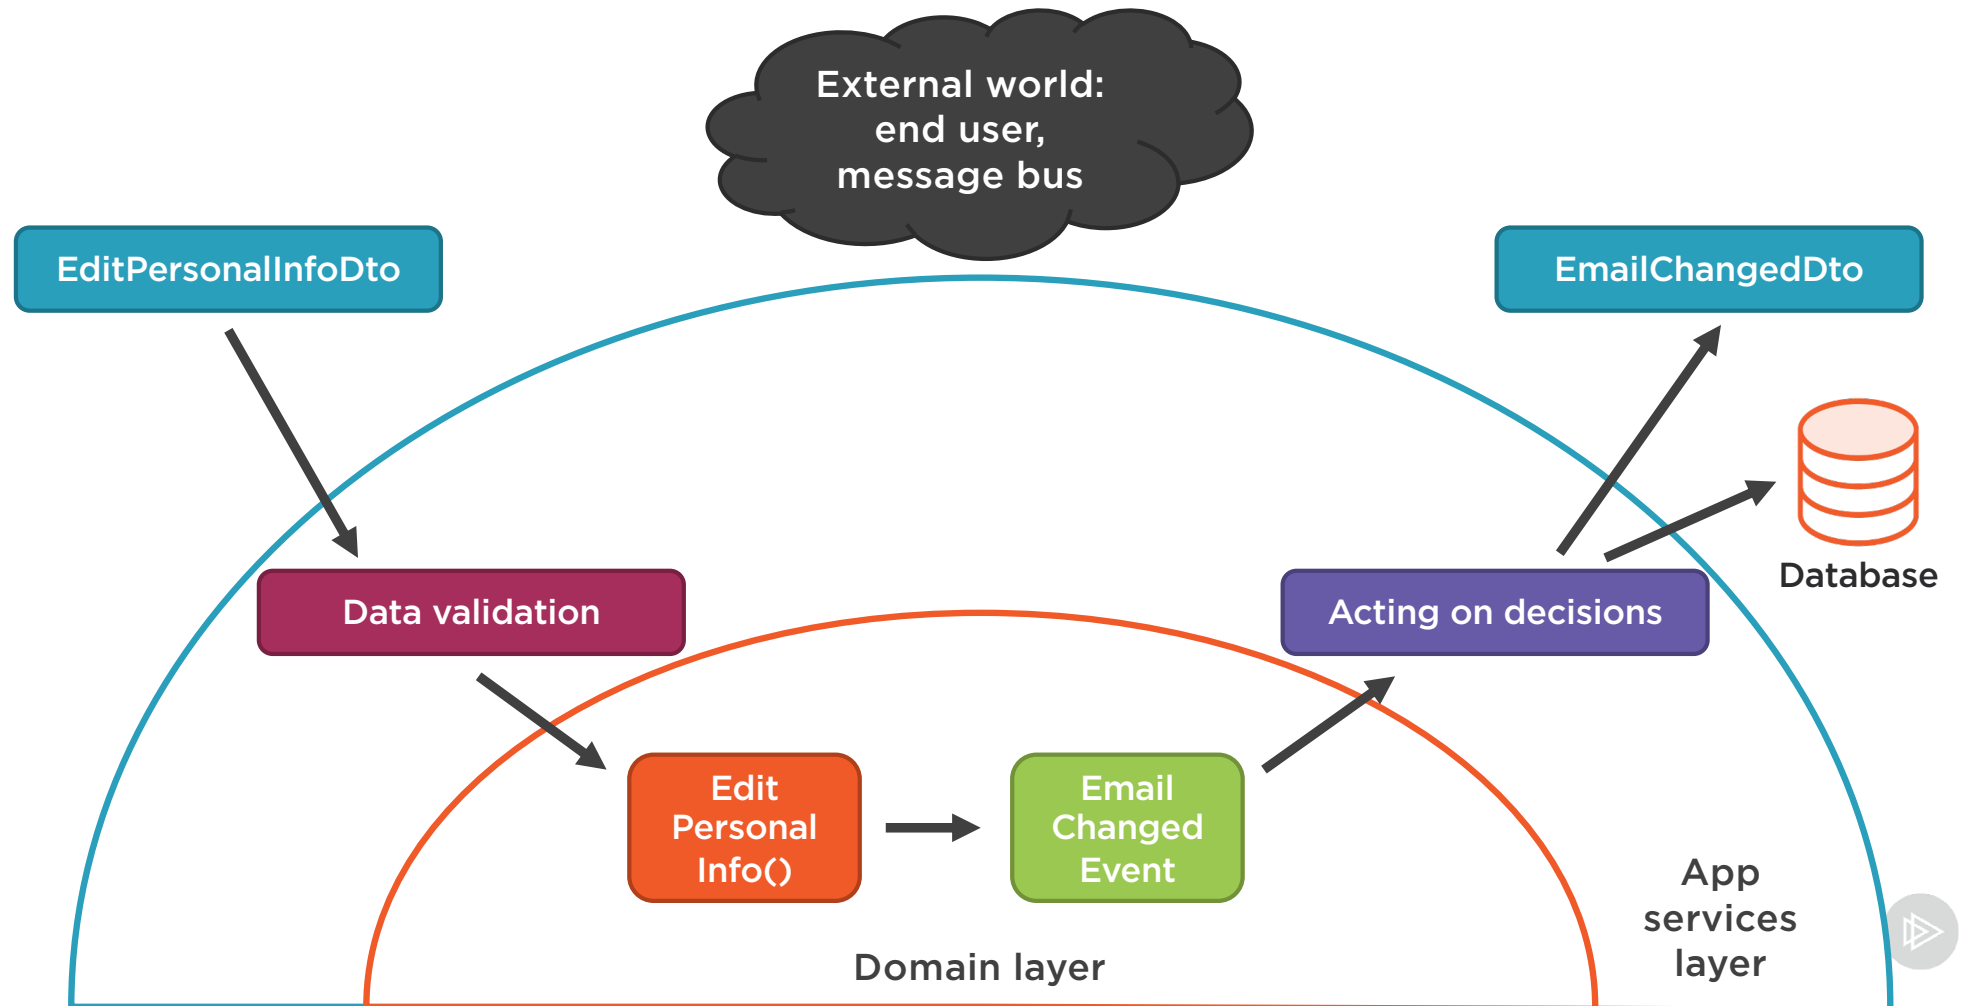 External world:
end user,
message bus
EditPersonalInfoDto
EmailChangedDto
Database
Data validation
Acting on decisions
Edit
Personal
Info()
Email
Changed
Event
App
services
layer
Domain layer